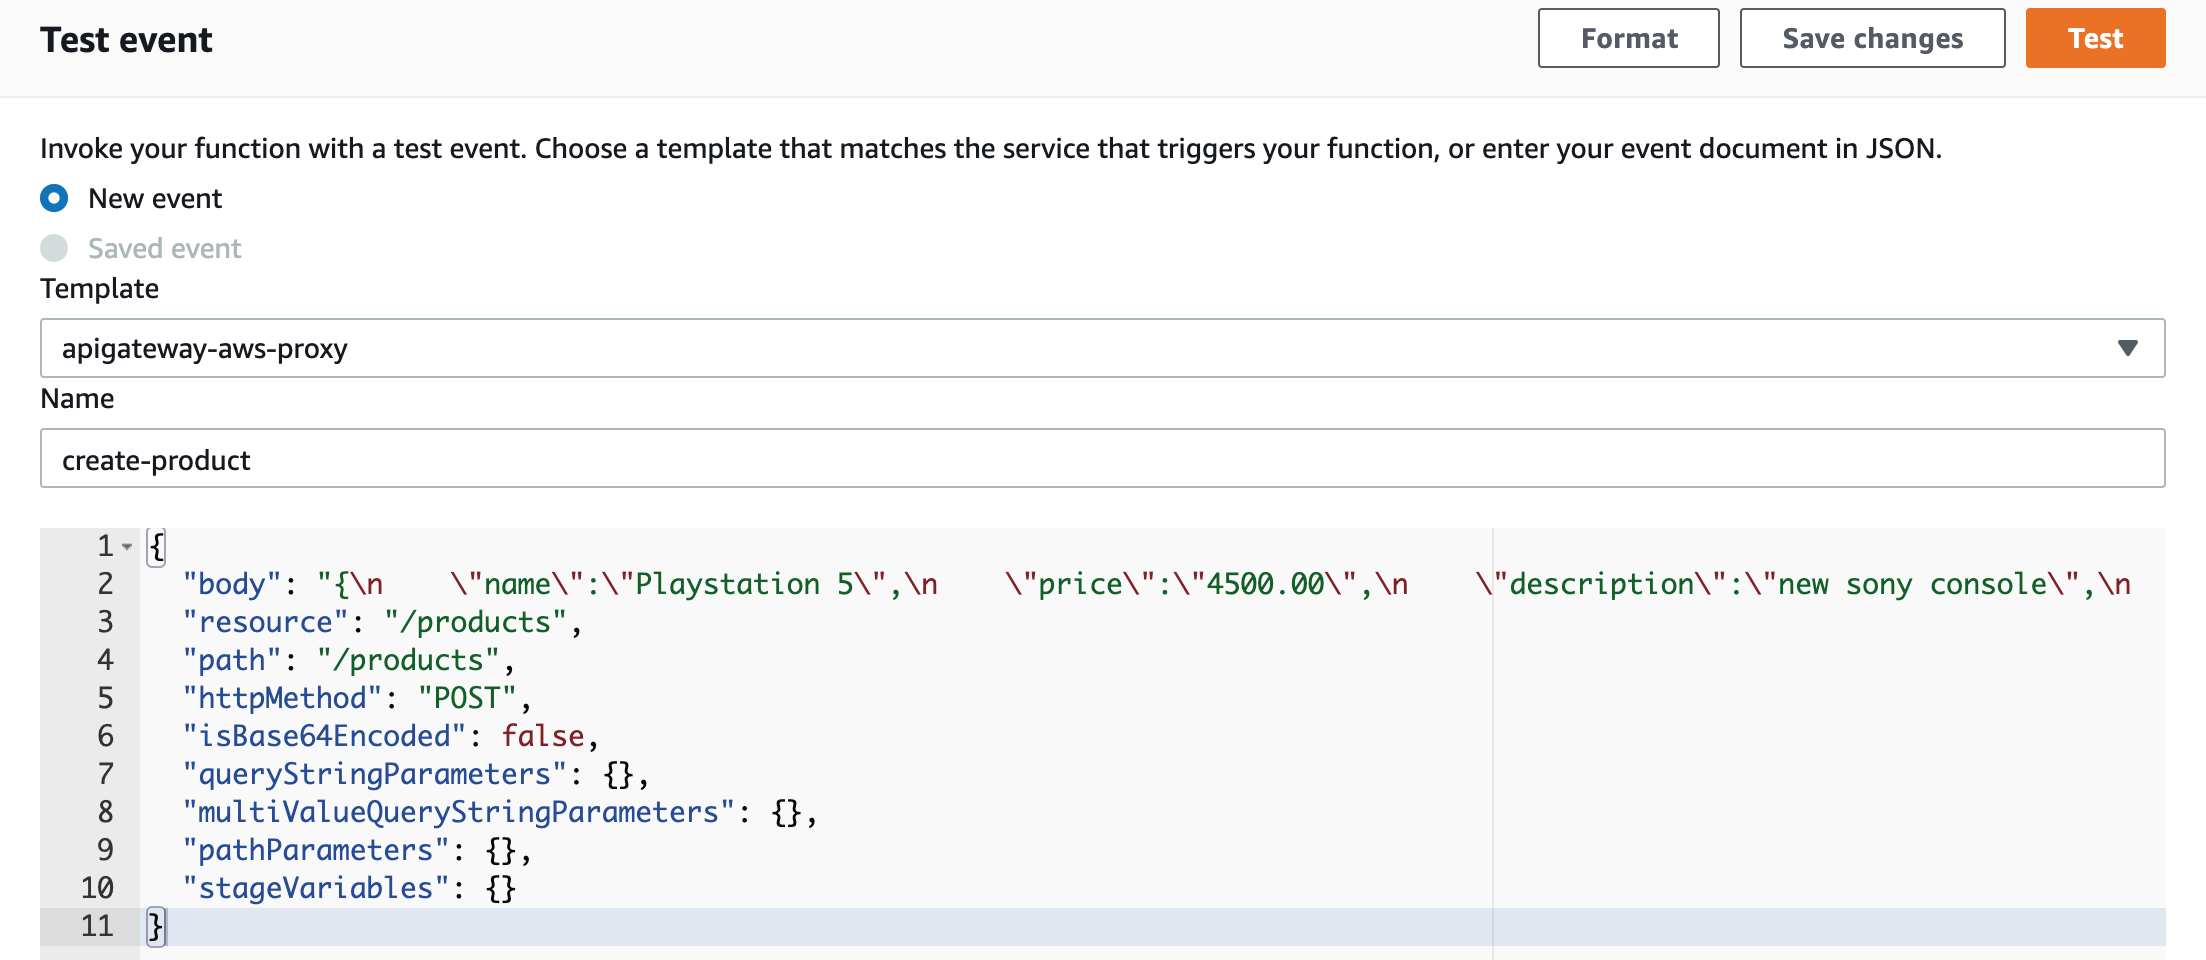 Test event
Format
Save changes
Test
Invoke your function with a test event. Choose a template that matches the service that triggers your function, or enter your event document in JSON.
New event
Saved event
Template
apigateway-aws-proxy
Name
create-product
1 {
2 "body": "{\n    \"name\":\"Playstation 5\",\n    \"price\":\"4500.00\",\n    \"description\":\"new sony console\",\n
3 "resource": "/products",
4 "path": "/products",
5 "httpMethod": "POST",
6 "isBase64Encoded": false,
7 "queryStringParameters": {},
8 "multiValueQueryStringParameters": {},
9 "pathParameters": {},
10 "stageVariables": {}
11 }